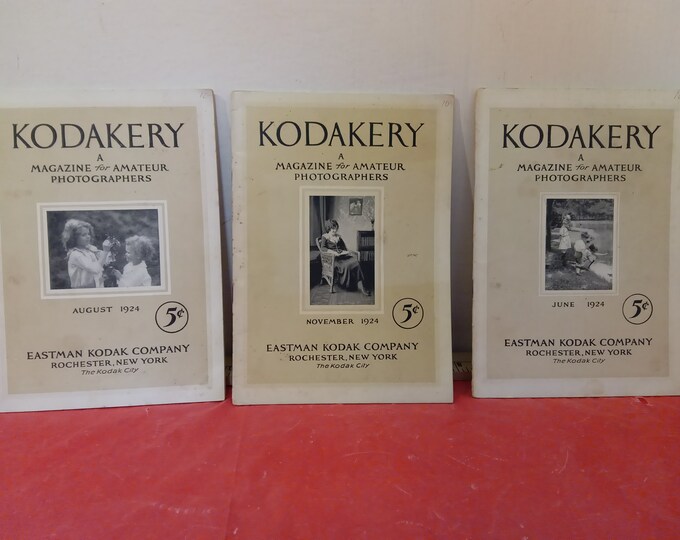 KODAKERY
A
MAGAZINE for AMATEUR
PHOTOGRAPHERS
AUGUST 1924
5¢
EASTMAN KODAK COMPANY
ROCHESTER, NEW YORK
The Kodak City
KODAKERY
A
MAGAZINE for AMATEUR
PHOTOGRAPHERS
NOVEMBER 1924
5¢
EASTMAN KODAK COMPANY
ROCHESTER, NEW YORK
The Kodak City
KODAKERY
A
MAGAZINE for AMATEUR
PHOTOGRAPHERS
JUNE 1924
5¢
EASTMAN KODAK COMPANY
ROCHESTER, NEW YORK
The Kodak City